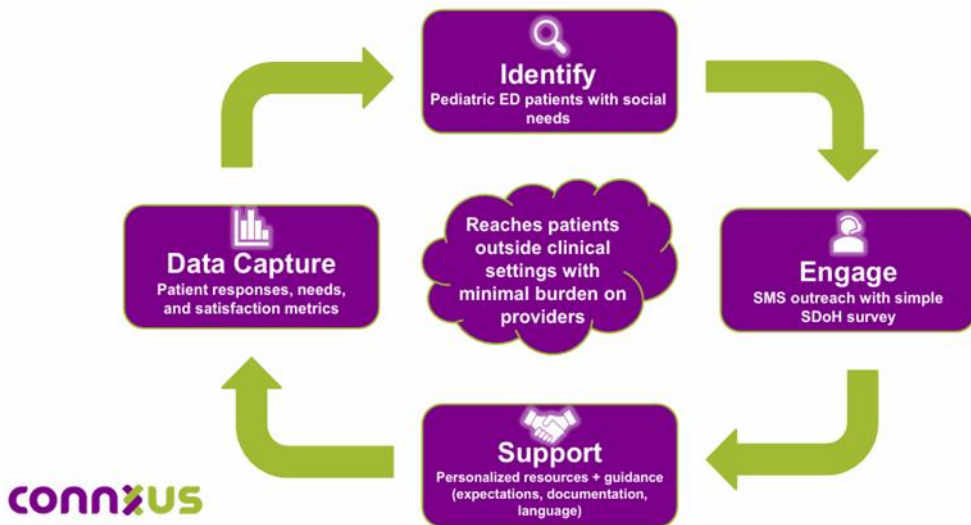 Identify
Pediatric ED patients with social
needs
Engage
SMS outreach with simple
SDoH survey
Support
Personalized resources + guidance
(expectations, documentation,
language)
Data Capture
Patient responses, needs,
and satisfaction metrics
Reaches patients
outside clinical
settings with
minimal burden on
providers
connxus